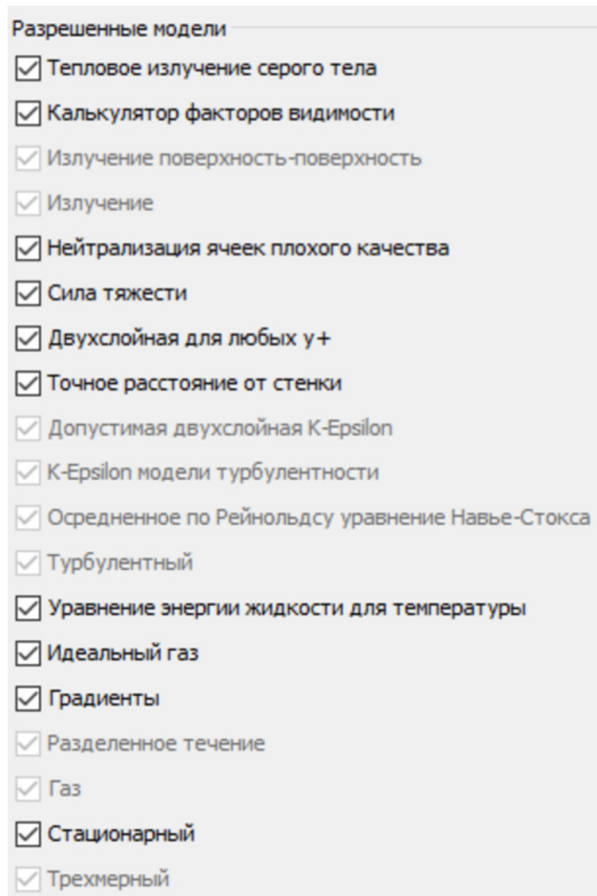 Разрешенные модели
Тепловое излучение серого тела
Калькулятор факторов видимости
Излучение поверхность-поверхность
Излучение
Нейтрализация ячеек плохого качества
Сила тяжести
Двухслойная для любых y+
Точное расстояние от стенки
Допустимая двухслойная K-Epsilon
K-Epsilon модели турбулентности
Осредненное по Рейнольдсу уравнение Навье-Стокса
Турбулентный
Уравнение энергии жидкости для температуры
Идеальный газ
Градиенты
Разделенное течение
Газ
Стационарный
Трехмерный